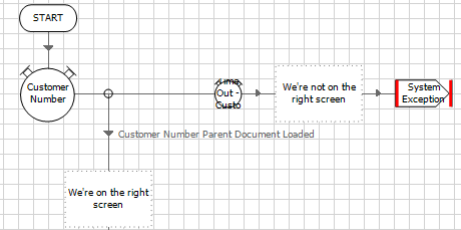 START
Customer
Number
Time
Out -
Custo
We're not on the
right screen
System
Exception
Customer Number Parent Document Loaded
We're on the right
screen